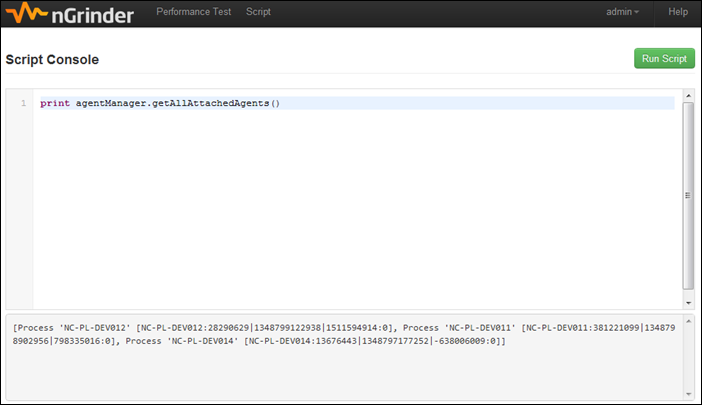 nGrinder Performance Test Script admin Help
Script Console Run Script
1 print agentManager.getAllAttachedAgents()
[Process 'NC-PL-DEV012' [NC-PL-DEV012:28290629|1348799122938|1511594914:0], Process 'NC-PL-DEV011' [NC-PL-DEV011:381221099|134879
8902956|798335016:0], Process 'NC-PL-DEV014' [NC-PL-DEV014:13676443|1348797177252|-638006009:0]]